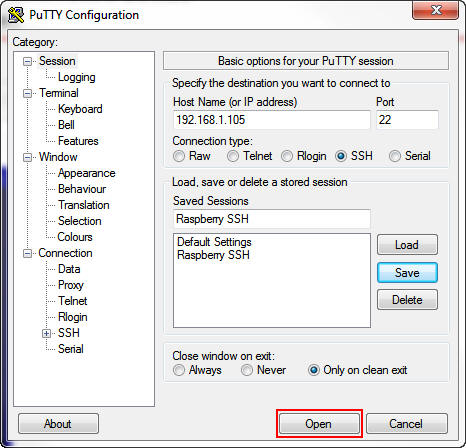 PuTTY Configuration
Category:
Session
Logging
Terminal
Keyboard
Bell
Features
Window
Appearance
Behaviour
Translation
Selection
Colours
Connection
Data
Proxy
Telnet
Rlogin
SSH
Serial
Basic options for your PuTTY session
Specify the destination you want to connect to
Host Name (or IP address) Port
192.168.1.105 22
Connection type:
Raw Telnet Rlogin SSH Serial
Load, save or delete a stored session
Saved Sessions
Raspberry SSH
Default Settings
Raspberry SSH
Load
Save
Delete
Close window on exit:
Always Never Only on clean exit
About Open Cancel